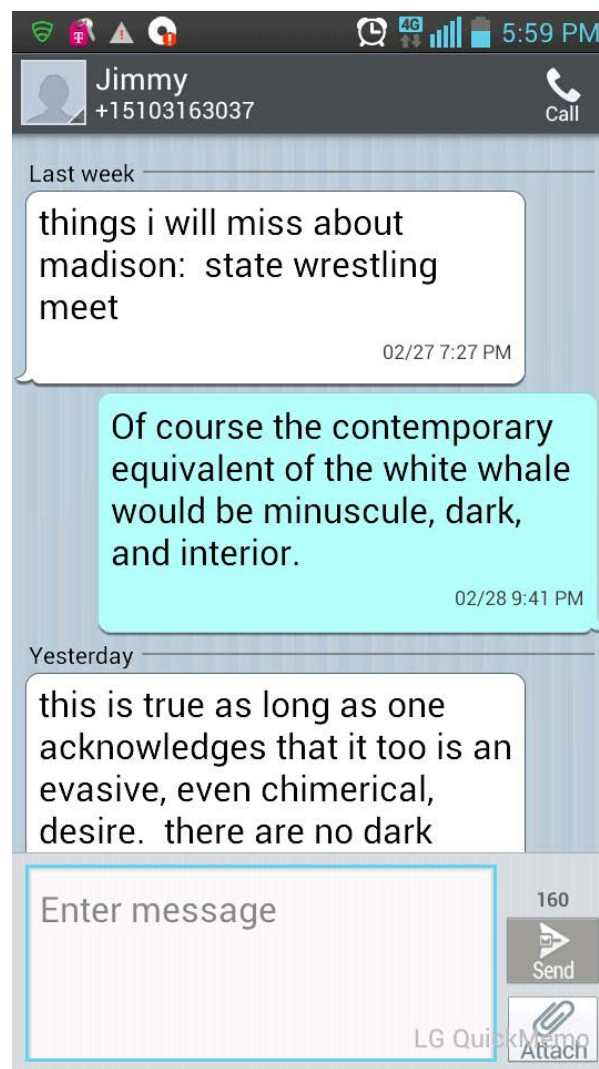 4G 5:59 PM
Jimmy
+15103163037
Call
Last week
things i will miss about
madison:  state wrestling
meet
02/27 7:27 PM
Of course the contemporary
equivalent of the white whale
would be minuscule, dark,
and interior.
02/28 9:41 PM
Yesterday
this is true as long as one
acknowledges that it too is an
evasive, even chimerical,
desire.  there are no dark
Enter message
160
Send
LG QuickMemo
Attach